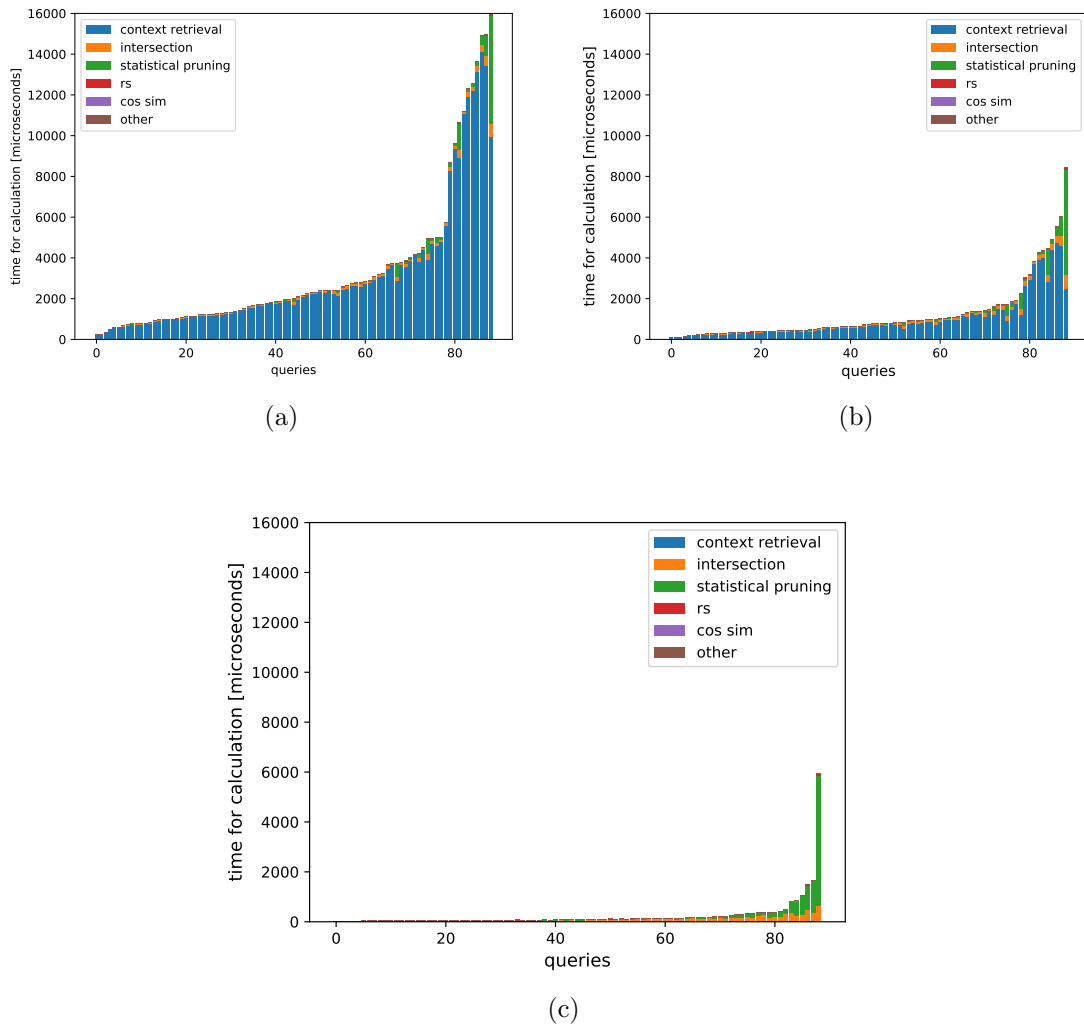 16000
14000
12000
10000
8000
6000
4000
2000
0
time for calculation [microseconds]
context retrieval
intersection
statistical pruning
rs
cos sim
other
0 20 40 60 80
queries
(a)
16000
14000
12000
10000
8000
6000
4000
2000
0
time for calculation [microseconds]
context retrieval
intersection
statistical pruning
rs
cos sim
other
0 20 40 60 80
queries
(b)
16000
14000
12000
10000
8000
6000
4000
2000
0
time for calculation [microseconds]
context retrieval
intersection
statistical pruning
rs
cos sim
other
0 20 40 60 80
queries
(c)